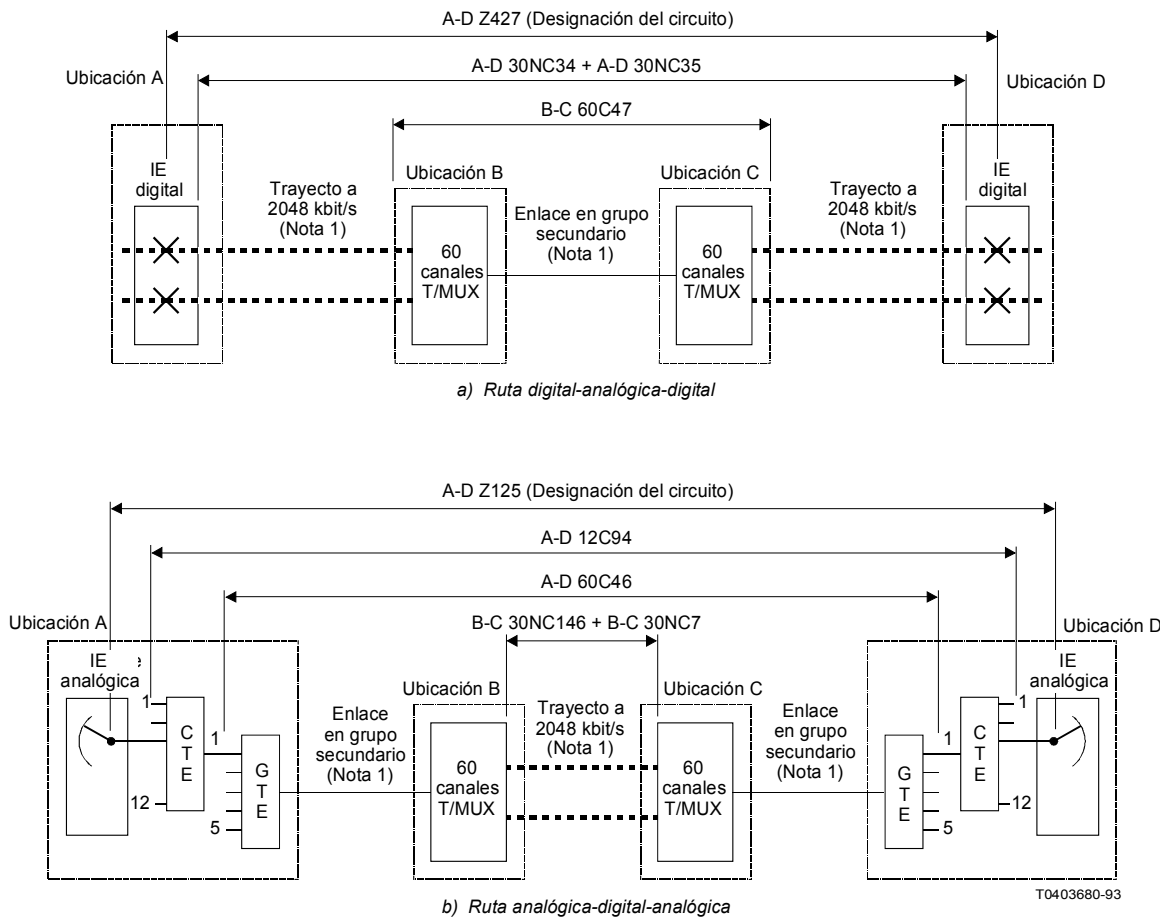 A-D Z427 (Designación del circuito)
Ubicación A
A-D 30NC34 + A-D 30NC35
Ubicación D
B-C 60C47
IE
digital
Trayecto a
2048 kbit/s
(Nota 1)
Ubicación B
60
canales
T/MUX
Enlace en grupo
secundario
(Nota 1)
Ubicación C
60
canales
T/MUX
Trayecto a
2048 kbit/s
(Nota 1)
IE
digital
a) Ruta digital-analógica-digital
A-D Z125 (Designación del circuito)
A-D 12C94
A-D 60C46
B-C 30NC146 + B-C 30NC7
Ubicación A
Ubicación D
IE
analógica
1
12
C
T
E
1
5
G
T
E
Enlace
en grupo
secundario
(Nota 1)
Ubicación B
60
canales
T/MUX
Trayecto a
2048 kbit/s
(Nota 1)
Ubicación C
60
canales
T/MUX
Enlace
en grupo
secundario
(Nota 1)
G
T
E
1
5
C
T
E
1
12
IE
analógica
T0403680-93
b) Ruta analógica-digital-analógica